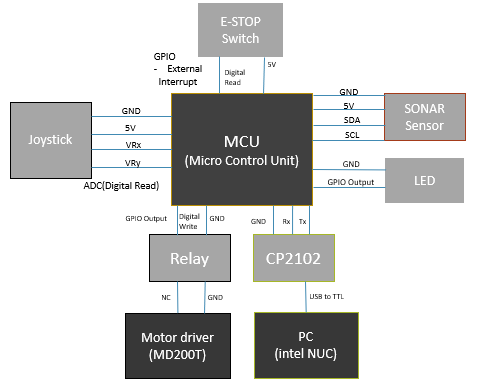 E-STOP
Switch
GPIO
- External
Interrupt
Digital
Read
5V
Joystick
GND
5V
VRx
VRy
ADC(Digital Read)
MCU
(Micro Control Unit)
GND
5V
SDA
SCL
SONAR
Sensor
GND
GPIO Output
LED
GPIO Output
Digital
Write
GND
GND
Rx
Tx
Relay
CP2102
NC
GND
USB to TTL
Motor driver
(MD200T)
PC
(intel NUC)